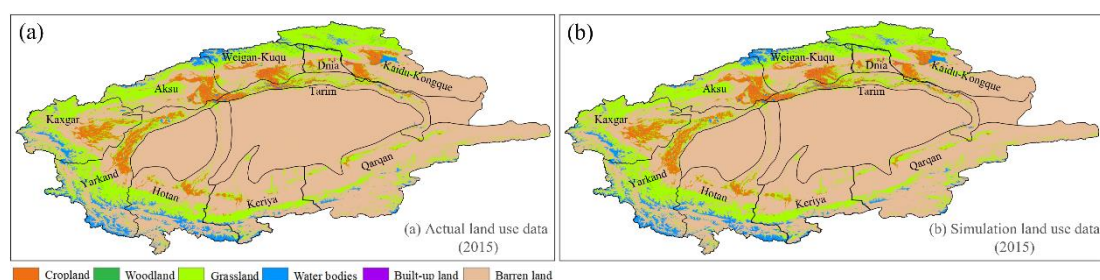 (a)
Weigan-Kuqu
Dnia
Kaidu-Kongque
Aksu
Tarim
Kaxgar
Qarqan
Yarkand
Hotan
Keriya
(a) Actual land use data
(2015)
(b)
Weigan-Kuqu
Dnia
Kaidu-Kongque
Aksu
Tarim
Kaxgar
Qarqan
Yarkand
Hotan
Keriya
(b) Simulation land use data
(2015)
Cropland Woodland Grassland Water bodies Built-up land Barren land